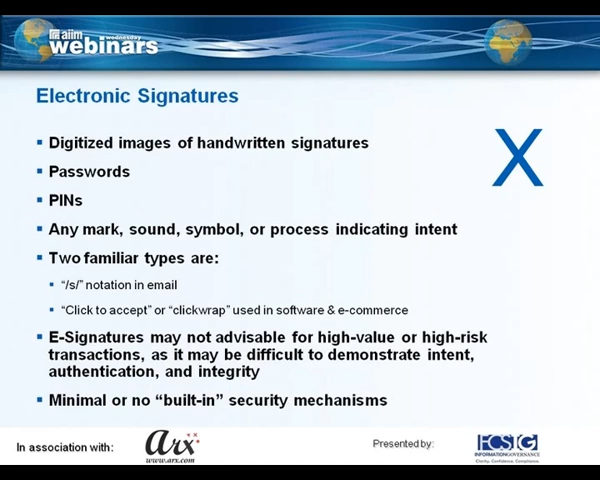 aiim
wednesday
webinars
Electronic Signatures
Digitized images of handwritten signatures
X
Passwords
PINs
Any mark, sound, symbol, or process indicating intent
Two familiar types are:
“/s/” notation in email
“Click to accept” or “clickwrap” used in software & e-commerce
E-Signatures may not advisable for high-value or high-risk
transactions, as it may be difficult to demonstrate intent,
authentication, and integrity
Minimal or no “built-in” security mechanisms
In association with:
arx
www.arx.com
Presented by:
FCSIG
INFORMATIONGOVERNANCE
Clarity. Confidence. Compliance.